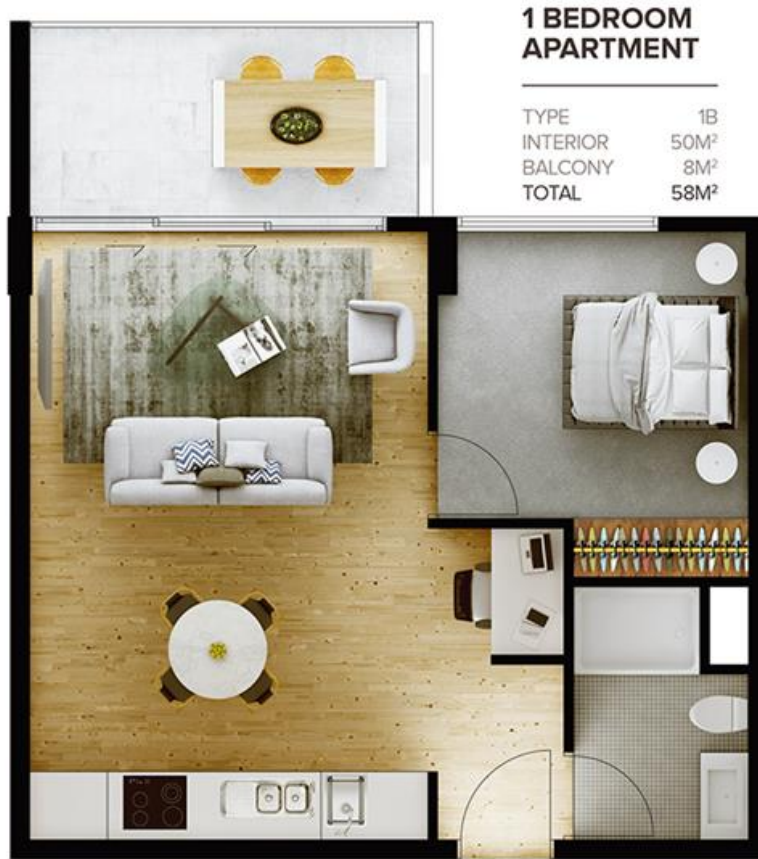 1 BEDROOM
APARTMENT
TYPE 1B
INTERIOR 50M²
BALCONY 8M²
TOTAL 58M²